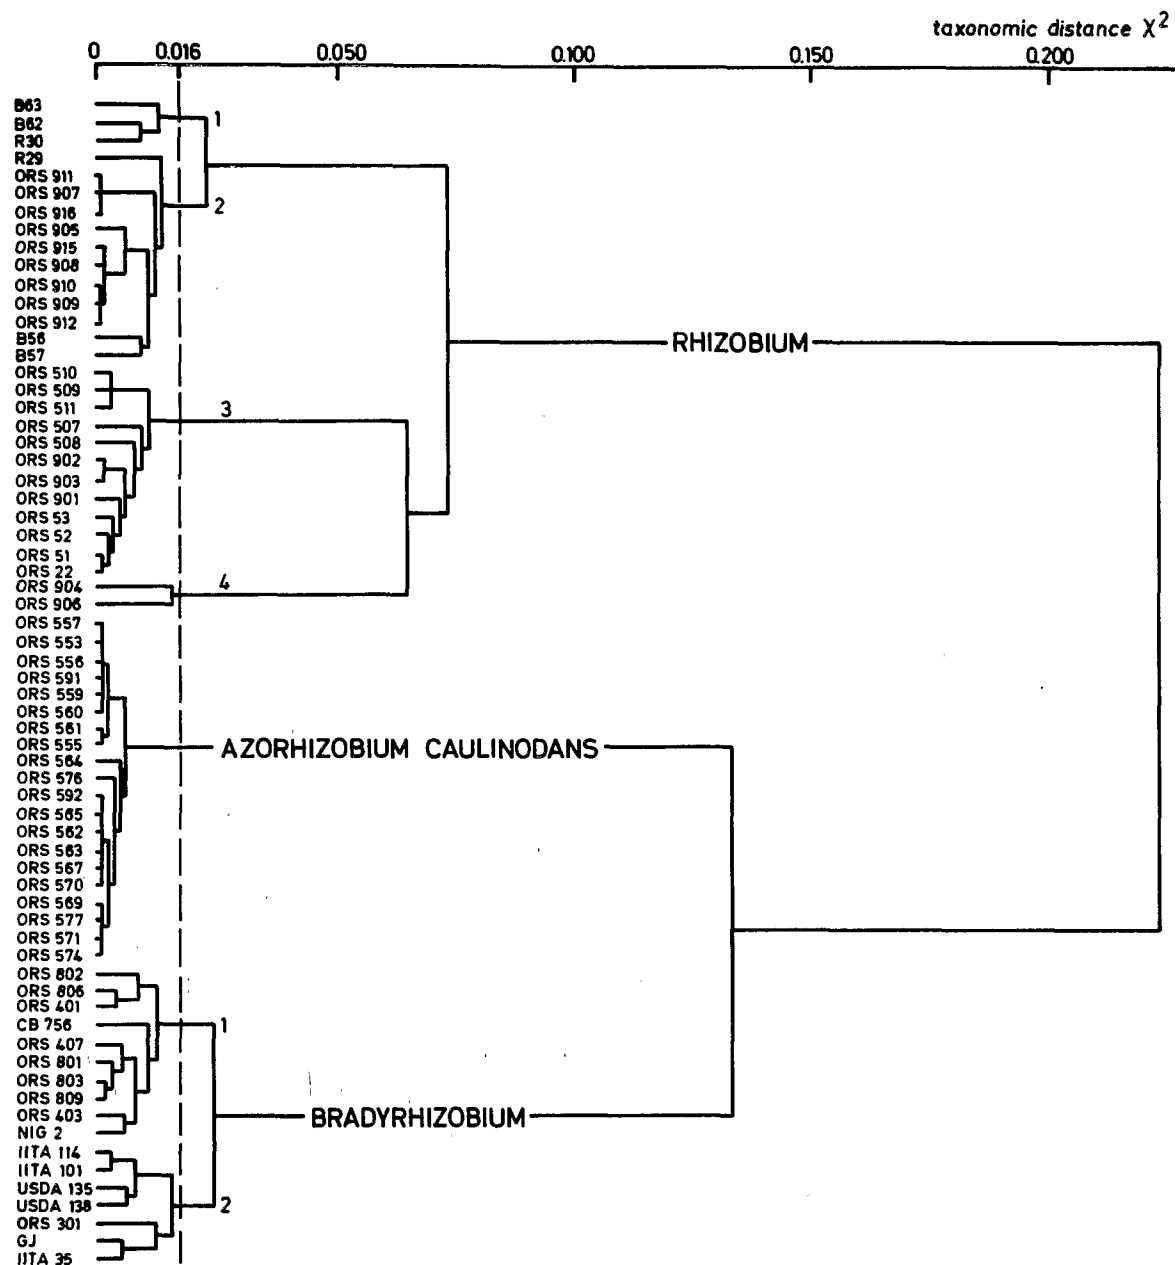 taxonomic distance χ²
0 0.016 0.050 0.100 0.150 0.200
B63
B62
R30
R29
ORS 911
ORS 907
ORS 916
ORS 905
ORS 915
ORS 908
ORS 910
ORS 909
ORS 912
B56
B57
ORS 510
ORS 509
ORS 511
ORS 507
ORS 508
ORS 902
ORS 903
ORS 901
ORS 53
ORS 52
ORS 51
ORS 22
ORS 904
ORS 906
1
2
3
4
RHIZOBIUM
ORS 557
ORS 553
ORS 556
ORS 591
ORS 559
ORS 560
ORS 561
ORS 555
ORS 564
ORS 576
ORS 592
ORS 565
ORS 562
ORS 563
ORS 567
ORS 570
ORS 569
ORS 577
ORS 571
ORS 574
AZORHIZOBIUM CAULINODANS
ORS 802
ORS 806
ORS 401
CB 756
ORS 407
ORS 801
ORS 803
ORS 809
ORS 403
NIG 2
IITA 114
IITA 101
USDA 135
USDA 138
ORS 301
GJ
IITA 35
1
2
BRADYRHIZOBIUM